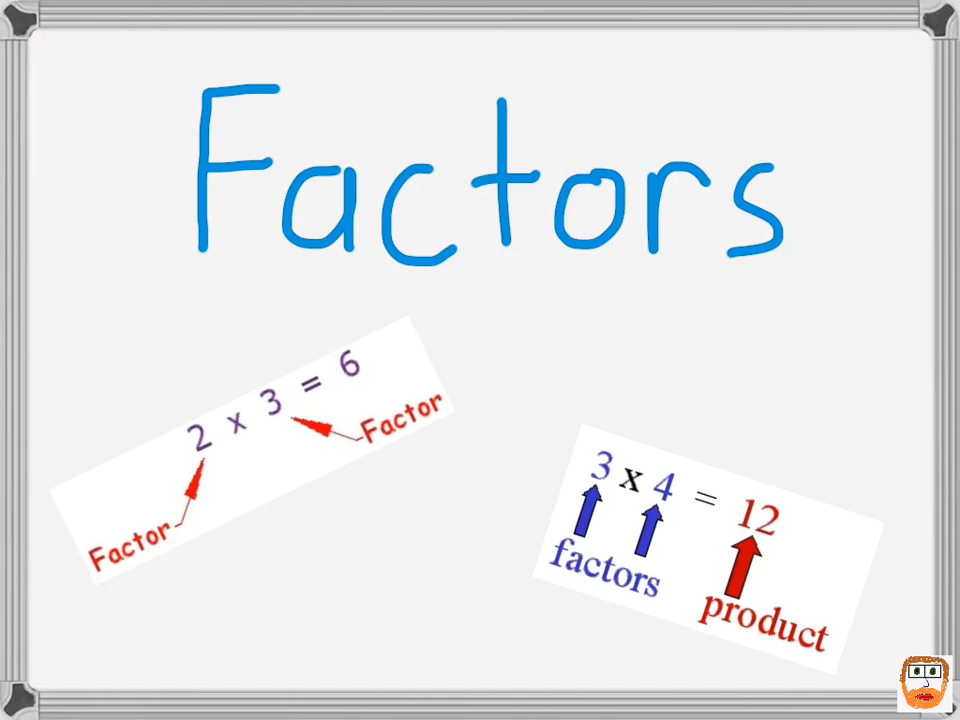 Factors
2 x 3 = 6
Factor
Factor
3 x 4 = 12
factors
product